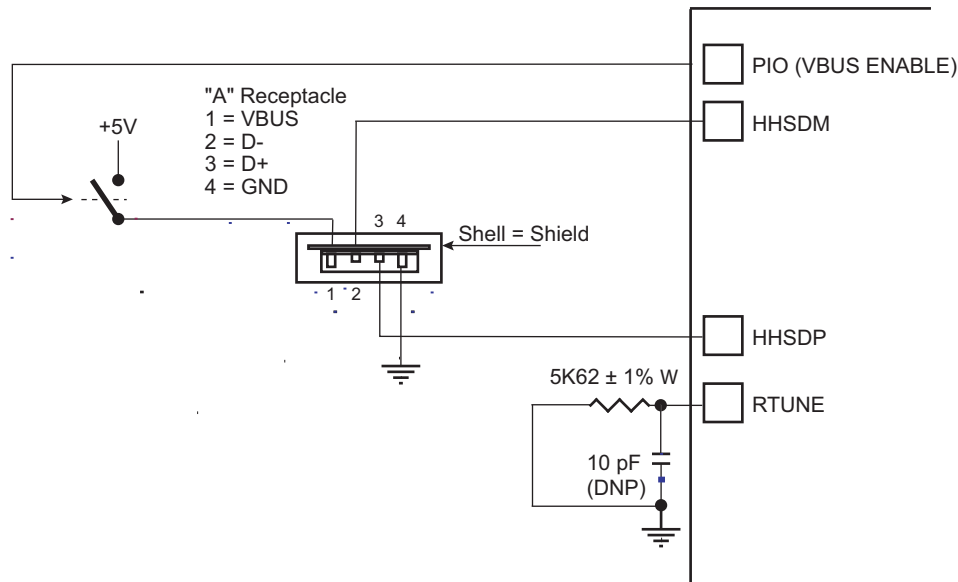 PIO (VBUS ENABLE)
"A" Receptacle
1 = VBUS
2 = D-
3 = D+
4 = GND
+5V
HHSDM
3 4
Shell = Shield
1 2
HHSDP
5K62 ± 1% W
RTUNE
10 pF
(DNP)